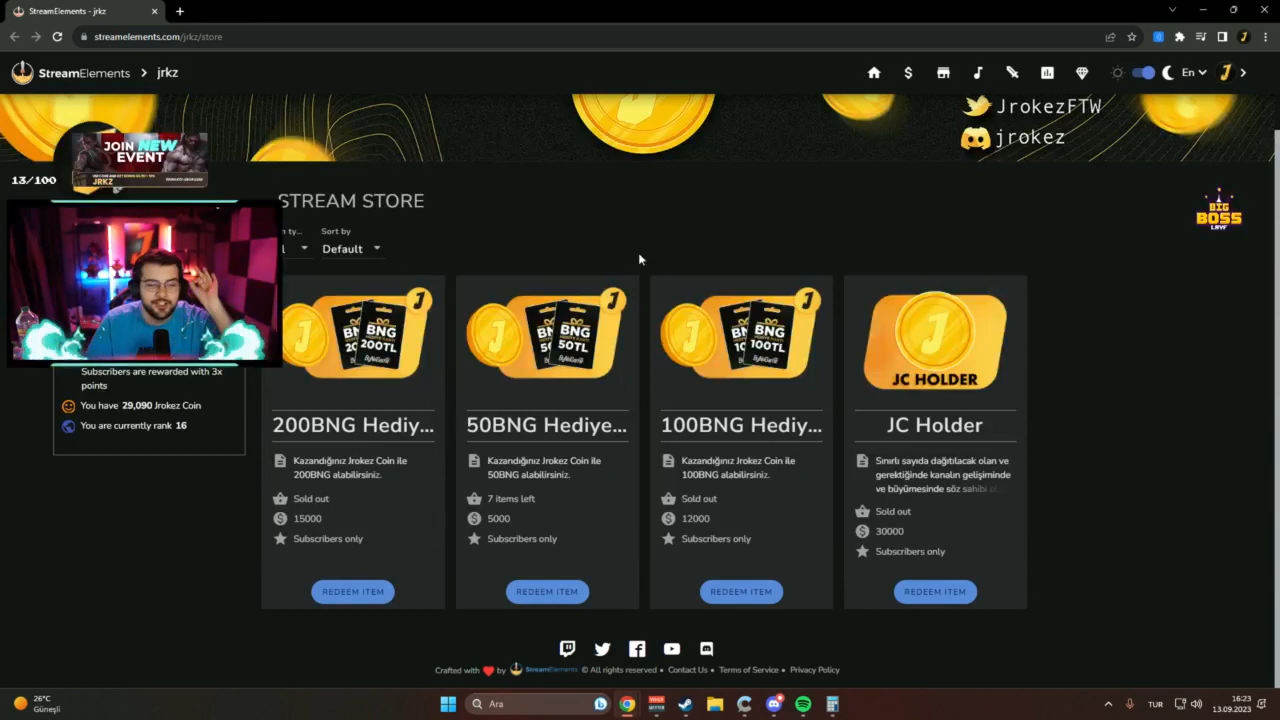 StreamElements - jrkz
streamelements.com/jrkz/store
StreamElements > jrkz
En
JrokezFTW
jrokez
JOIN NEW
EVENT
JRKZ
13/100
STREAM STORE
BIG
BOSS
Sort by
Default
BNG
BNG
200TL
BNG
50TL
BNG
100TL
JC HOLDER
Subscribers are rewarded with 3x
points
You have 29,090 Jrokez Coin
You are currently rank 16
200BNG Hediy...
Kazandığınız Jrokez Coin ile
200BNG alabilirsiniz.
Sold out
15000
Subscribers only
REDEEM ITEM
50BNG Hediye...
Kazandığınız Jrokez Coin ile
50BNG alabilirsiniz.
7 items left
5000
Subscribers only
REDEEM ITEM
100BNG Hediy...
Kazandığınız Jrokez Coin ile
100BNG alabilirsiniz.
Sold out
12000
Subscribers only
REDEEM ITEM
JC Holder
Sınırlı sayıda dağıtılacak olan ve
gerektiğinde kanalın gelişiminde
ve büyümesinde söz sahibi
Sold out
30000
Subscribers only
REDEEM ITEM
Crafted with ❤ by StreamElements © All rights reserved • Contact Us • Terms of Service • Privacy Policy
26°C
Güneşli
Ara
TUR
16:23
13.09.2023